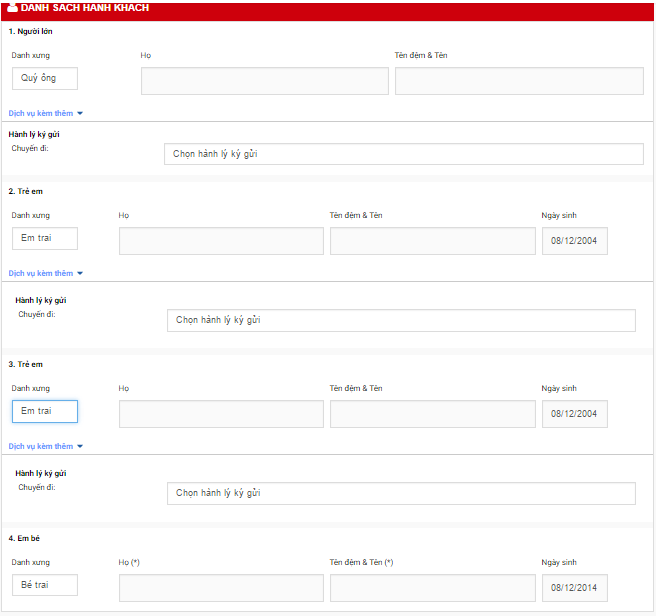 DANH SÁCH HÀNH KHÁCH
1. Người lớn
Danh xưng Họ Tên đệm & Tên
Quý ông
Dịch vụ kèm thêm
Hành lý ký gửi
Chuyến đi: Chọn hành lý ký gửi
2. Trẻ em
Danh xưng Họ Tên đệm & Tên Ngày sinh
Em trai 08/12/2004
Dịch vụ kèm thêm
Hành lý ký gửi
Chuyến đi: Chọn hành lý ký gửi
3. Trẻ em
Danh xưng Họ Tên đệm & Tên Ngày sinh
Em trai 08/12/2004
Dịch vụ kèm thêm
Hành lý ký gửi
Chuyến đi: Chọn hành lý ký gửi
4. Em bé
Danh xưng Họ (*) Tên đệm & Tên (*) Ngày sinh
Bé trai 08/12/2014